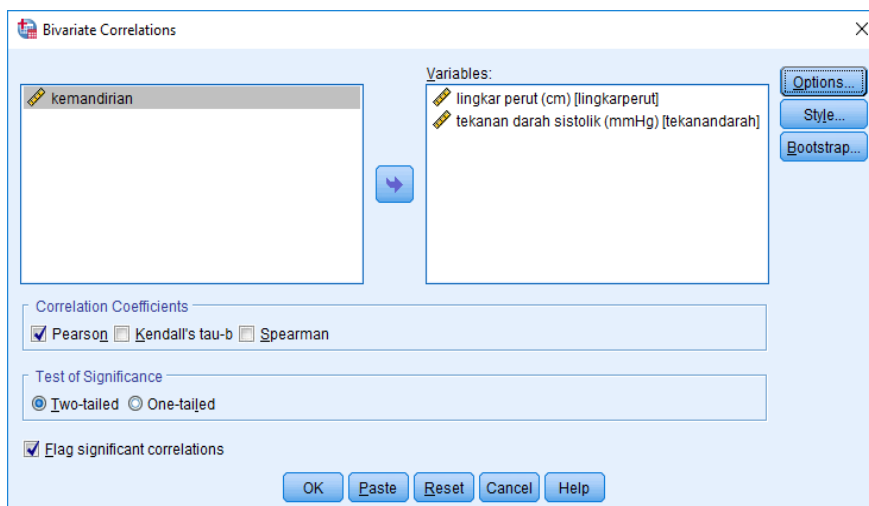 Bivariate Correlations
kemandirian
Variables:
lingkar perut (cm) [lingkarperut]
tekanan darah sistolik (mmHg) [tekanandarah]
Options...
Style...
Bootstrap...
Correlation Coefficients
Pearson Kendall's tau-b Spearman
Test of Significance
Two-tailed One-tailed
Flag significant correlations
OK Paste Reset Cancel Help